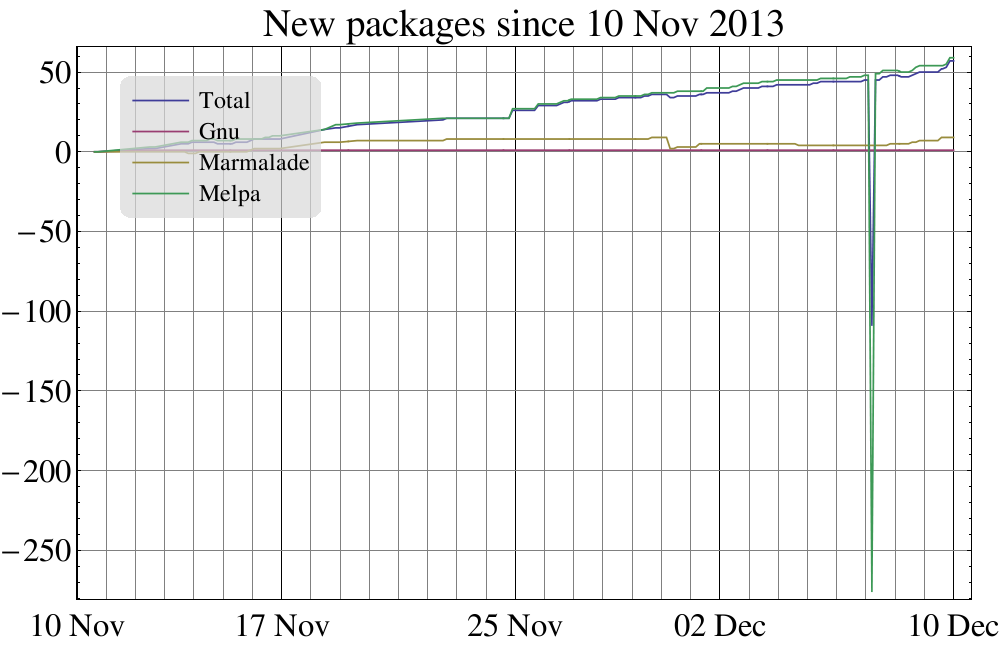 New packages since 10 Nov 2013
Total
Gnu
Marmalade
Melpa
50
0
−50
−100
−150
−200
−250
10 Nov 17 Nov 25 Nov 02 Dec 10 Dec